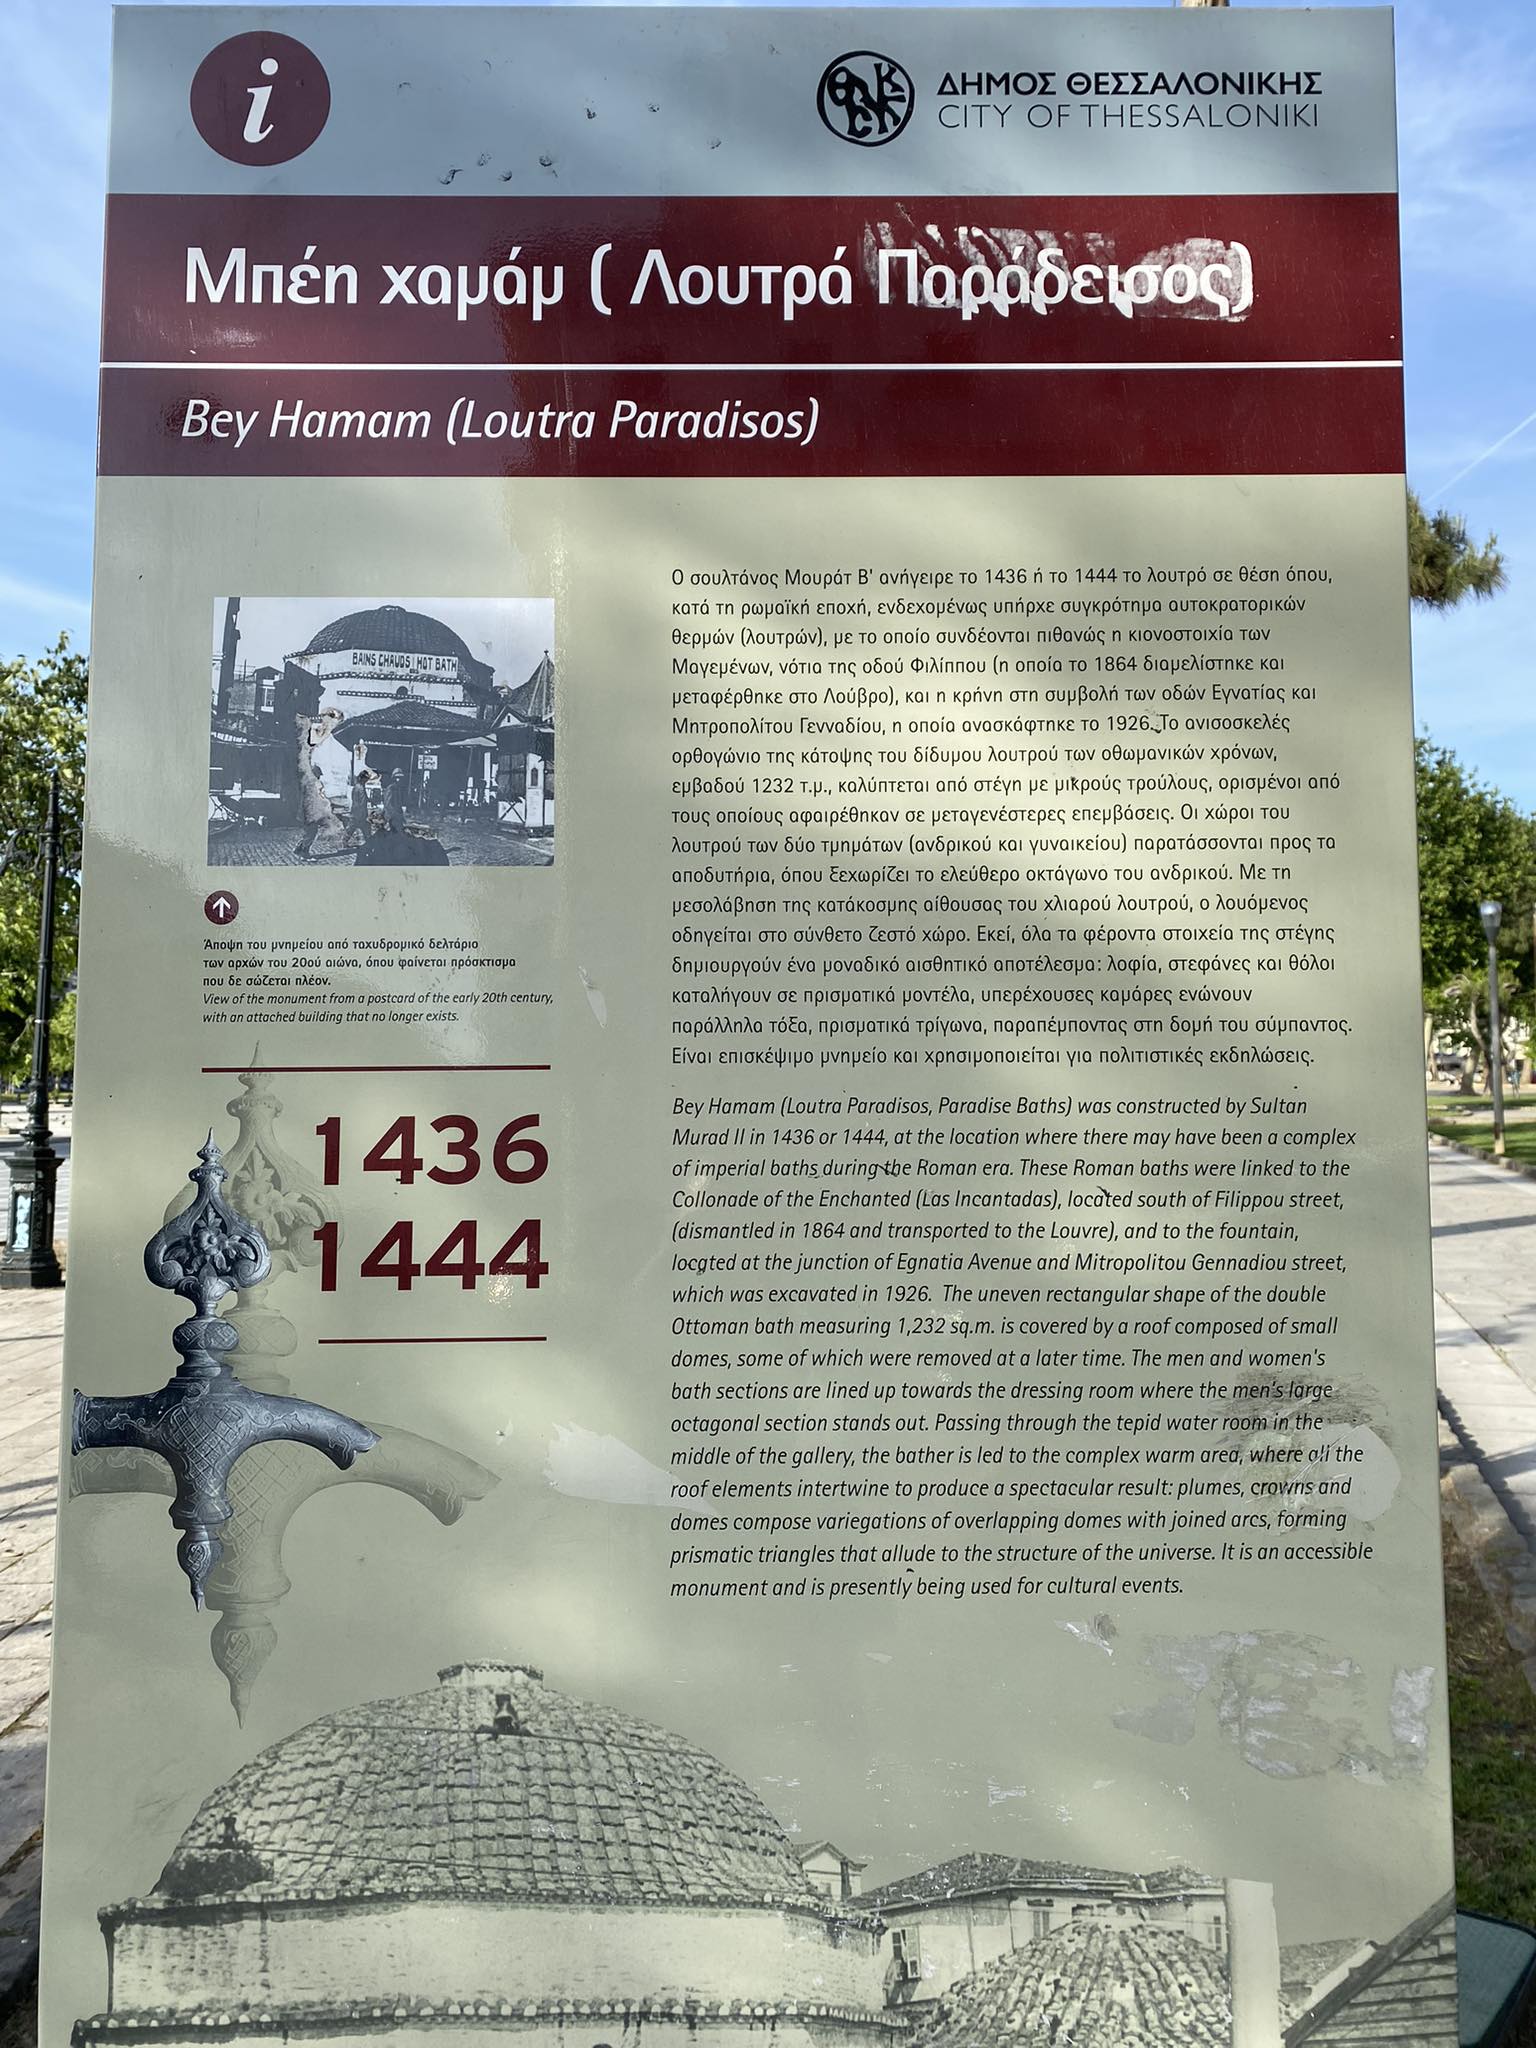 i
ΔΗΜΟΣ ΘΕΣΣΑΛΟΝΙΚΗΣ
CITY OF THESSALONIKI
Μπέη χαμάμ ( Λουτρά Παράδεισος)
Bey Hamam (Loutra Paradisos)
BAINS CHAUDS HOT BATH
Άποψη του μνημείου από ταχυδρομικό δελτάριο
των αρχών του 20ού αιώνα, όπου φαίνεται πρόσκτισμα
που δε σώζεται πλέον.
View of the monument from a postcard of the early 20th century,
with an attached building that no longer exists.
1436
1444
Ο σουλτάνος Μουράτ Β' ανήγειρε το 1436 ή το 1444 το λουτρό σε θέση όπου,
κατά τη ρωμαϊκή εποχή, ενδεχομένως υπήρχε συγκρότημα αυτοκρατορικών
θερμών (λουτρών), με το οποίο συνδέονται πιθανώς η κιονοστοιχία των
Μαγεμένων, νότια της οδού Φιλίππου (η οποία το 1864 διαμελίστηκε και
μεταφέρθηκε στο Λούβρο), και η κρήνη στη συμβολή των οδών Εγνατίας και
Μητροπολίτου Γενναδίου, η οποία ανασκάφτηκε το 1926. Το ανισοσκελές
ορθογώνιο της κάτοψης του δίδυμου λουτρού των οθωμανικών χρόνων,
εμβαδού 1232 τ.μ., καλύπτεται από στέγη με μικρούς τρούλους, ορισμένοι από
τους οποίους αφαιρέθηκαν σε μεταγενέστερες επεμβάσεις. Οι χώροι του
λουτρού των δύο τμημάτων (ανδρικού και γυναικείου) παρατάσσονται προς τα
αποδυτήρια, όπου ξεχωρίζει το ελεύθερο οκτάγωνο του ανδρικού. Με τη
μεσολάβηση της κατάκοσμης αίθουσας του χλιαρού λουτρού, ο λουόμενος
οδηγείται στο σύνθετο ζεστό χώρο. Εκεί, όλα τα φέροντα στοιχεία της στέγης
δημιουργούν ένα μοναδικό αισθητικό αποτέλεσμα: λοφία, στεφάνες και θόλοι
καταλήγουν σε πρισματικά μοντέλα, υπερέχουσες καμάρες ενώνουν
παράλληλα τόξα, πρισματικά τρίγωνα, παραπέμποντας στη δομή του σύμπαντος.
Είναι επισκέψιμο μνημείο και χρησιμοποιείται για πολιτιστικές εκδηλώσεις.
Bey Hamam (Loutra Paradisos, Paradise Baths) was constructed by Sultan
Murad II in 1436 or 1444, at the location where there may have been a complex
of imperial baths during the Roman era. These Roman baths were linked to the
Collonade of the Enchanted (Las Incantadas), located south of Filippou street,
(dismantled in 1864 and transported to the Louvre), and to the fountain,
located at the junction of Egnatia Avenue and Mitropolitou Gennadiou street,
which was excavated in 1926. The uneven rectangular shape of the double
Ottoman bath measuring 1,232 sq.m. is covered by a roof composed of small
domes, some of which were removed at a later time. The men and women's
bath sections are lined up towards the dressing room where the men's large
octagonal section stands out. Passing through the tepid water room in the
middle of the gallery, the bather is led to the complex warm area, where all the
roof elements intertwine to produce a spectacular result: plumes, crowns and
domes compose variegations of overlapping domes with joined arcs, forming
prismatic triangles that allude to the structure of the universe. It is an accessible
monument and is presently being used for cultural events.